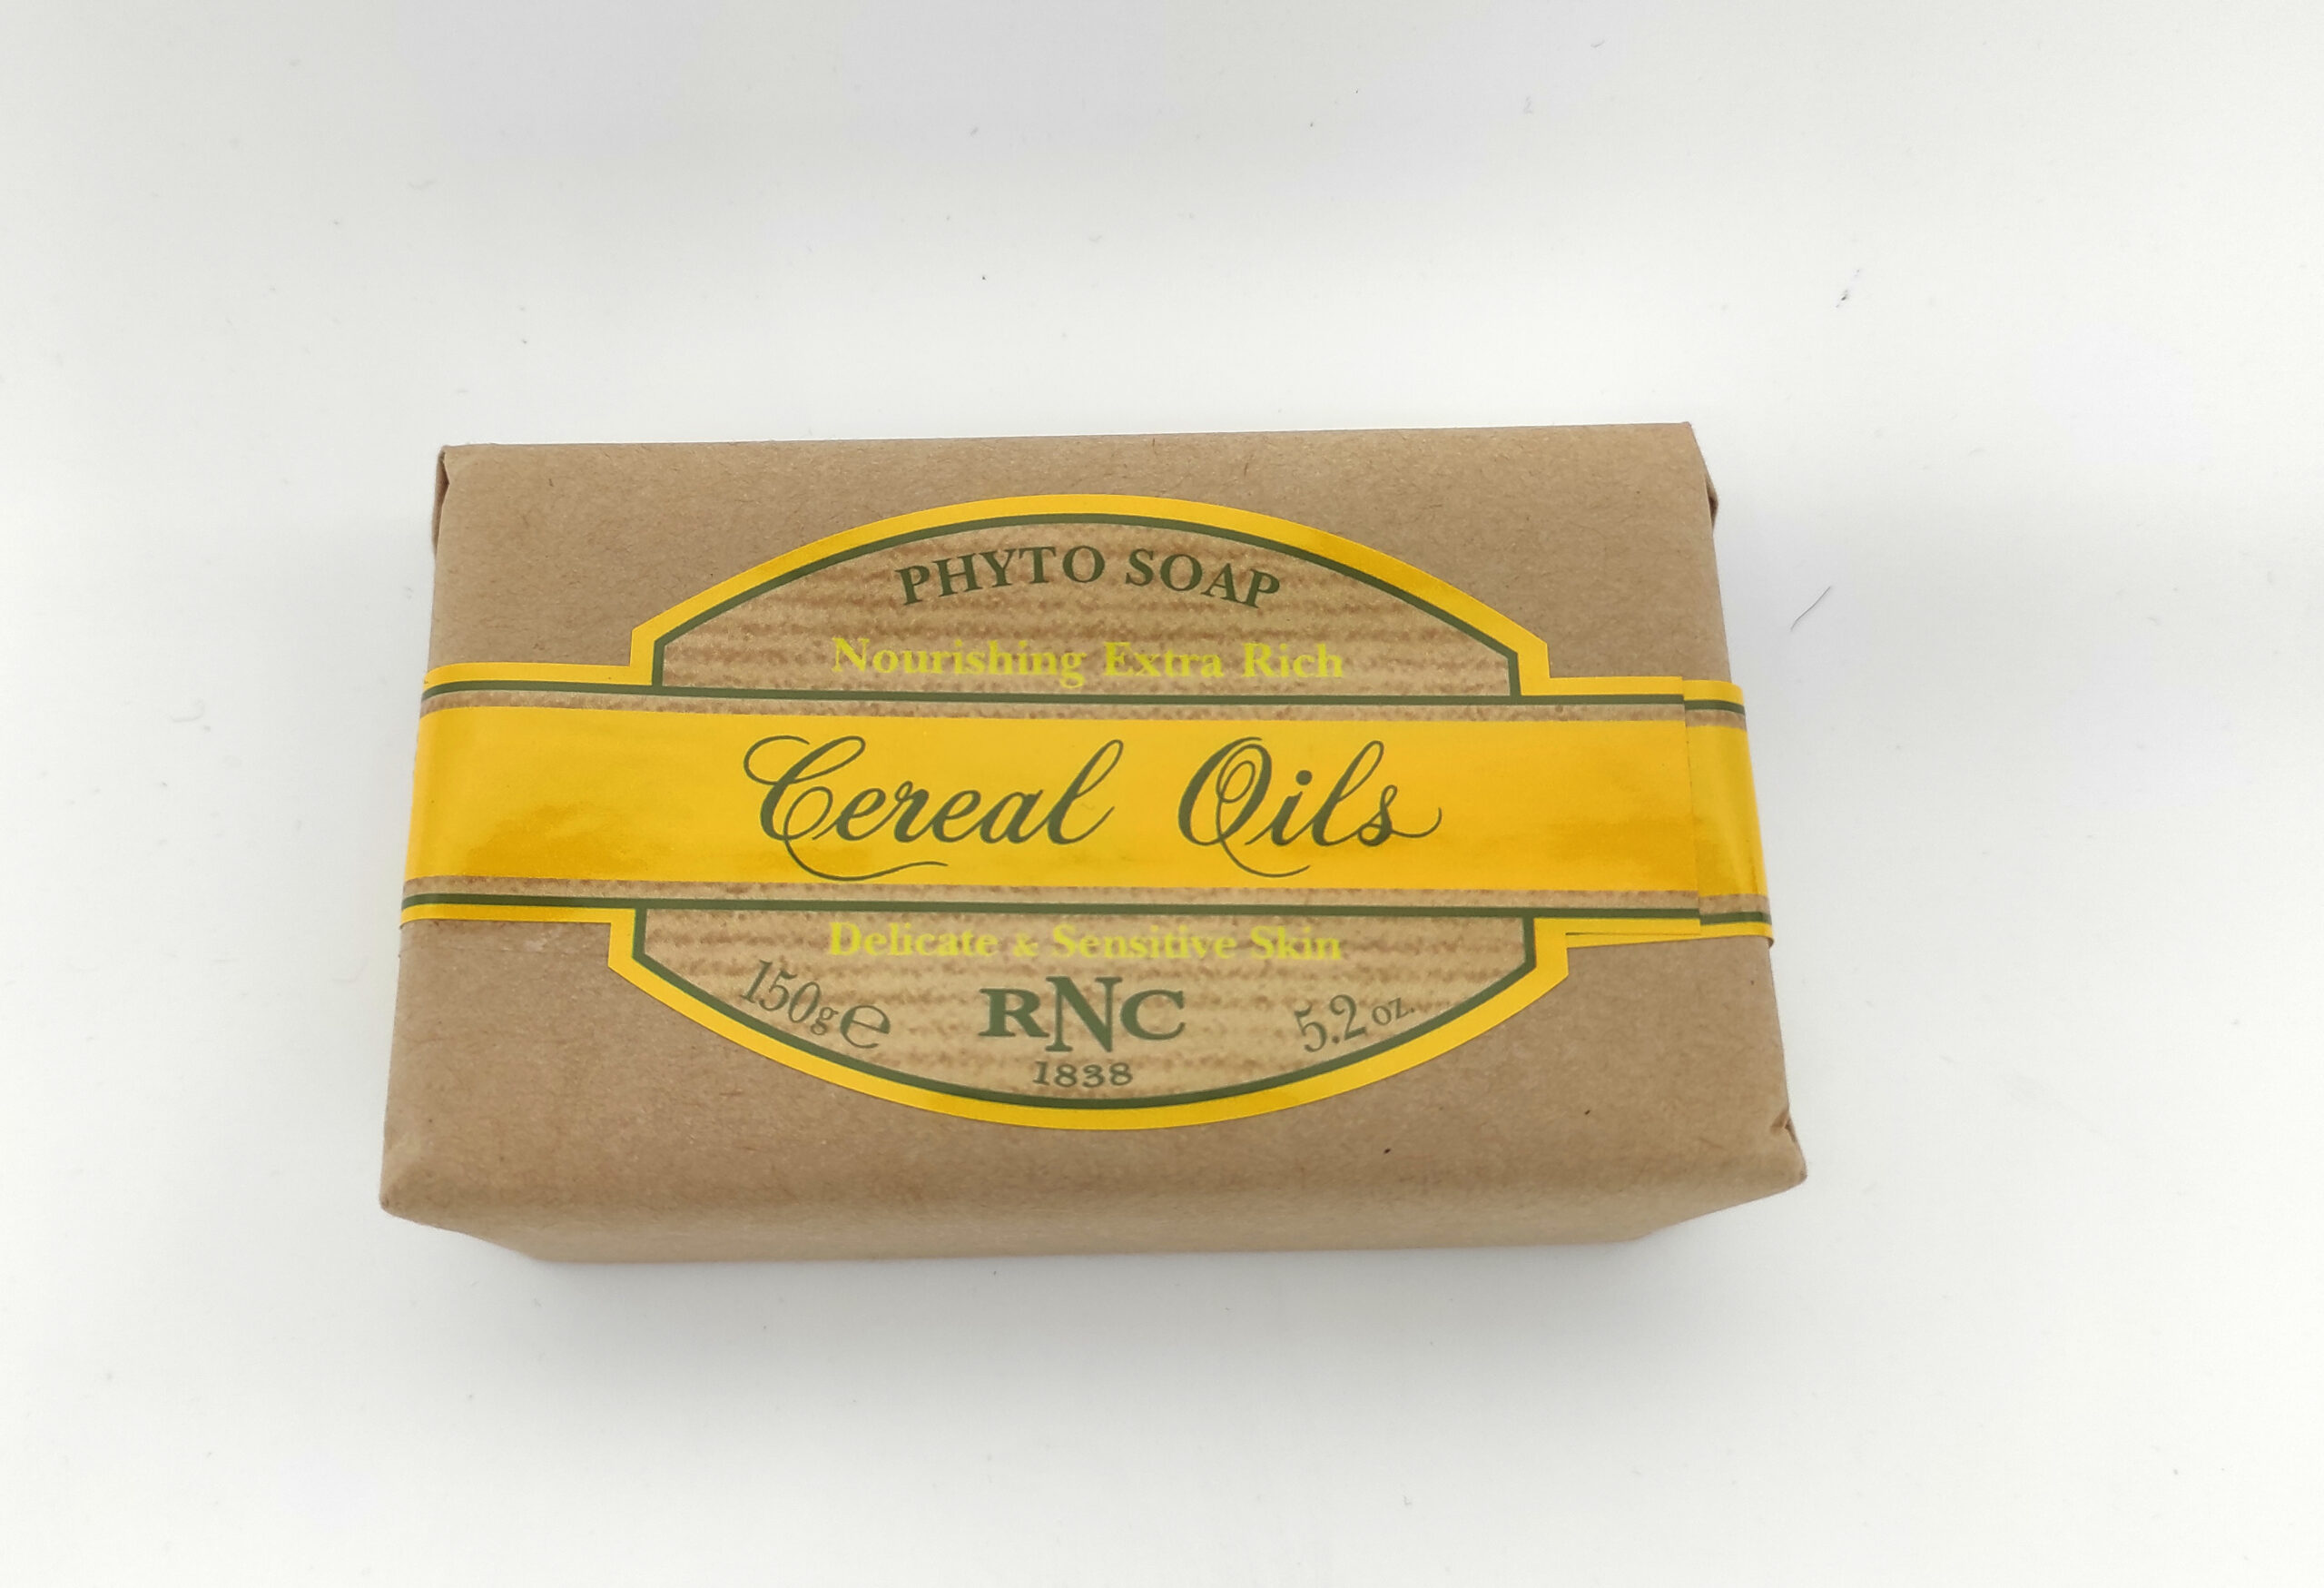 PHYTO SOAP
Nourishing Extra Rich
Cereal Oils
Delicate & Sensitive Skin
150g ℮ RNC 5.2 oz.
1838